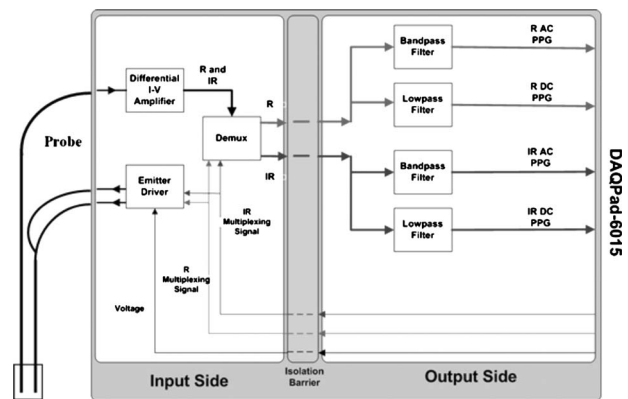 R AC
PPG
Bandpass
Filter
Differential
I-V
Amplifier
R and
IR
R
R DC
PPG
Lowpass
Filter
Probe
Demux
IR
IR AC
PPG
Bandpass
Filter
Emitter
Driver
IR
Multiplexing
Signal
IR DC
PPG
Lowpass
Filter
R
Multiplexing
Signal
Voltage
DAQPad-6015
Input Side
Isolation
Barrier
Output Side